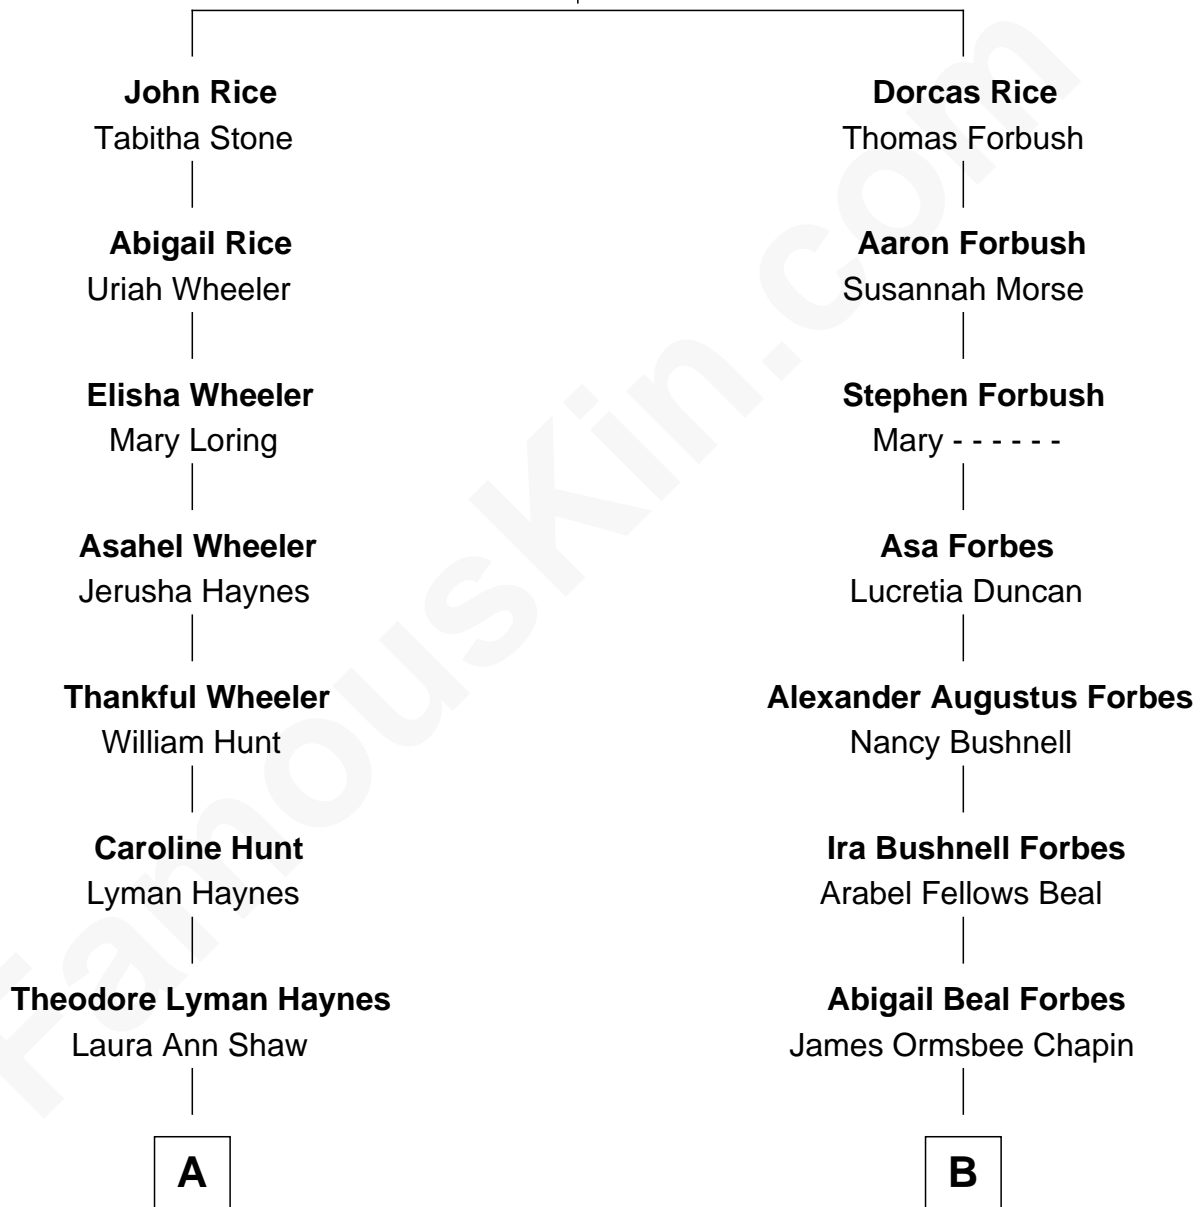 John Rice
Tabitha Stone
Abigail Rice
Uriah Wheeler
Elisha Wheeler
Mary Loring
Asahel Wheeler
Jerusha Haynes
Thankful Wheeler
William Hunt
Caroline Hunt
Lyman Haynes
Theodore Lyman Haynes
Laura Ann Shaw
A
Dorcas Rice
Thomas Forbush
Aaron Forbush
Susannah Morse
Stephen Forbush
Mary - - - - - -
Asa Forbes
Lucretia Duncan
Alexander Augustus Forbes
Nancy Bushnell
Ira Bushnell Forbes
Arabel Fellows Beal
Abigail Beal Forbes
James Ormsbee Chapin
B
FamousKin.com